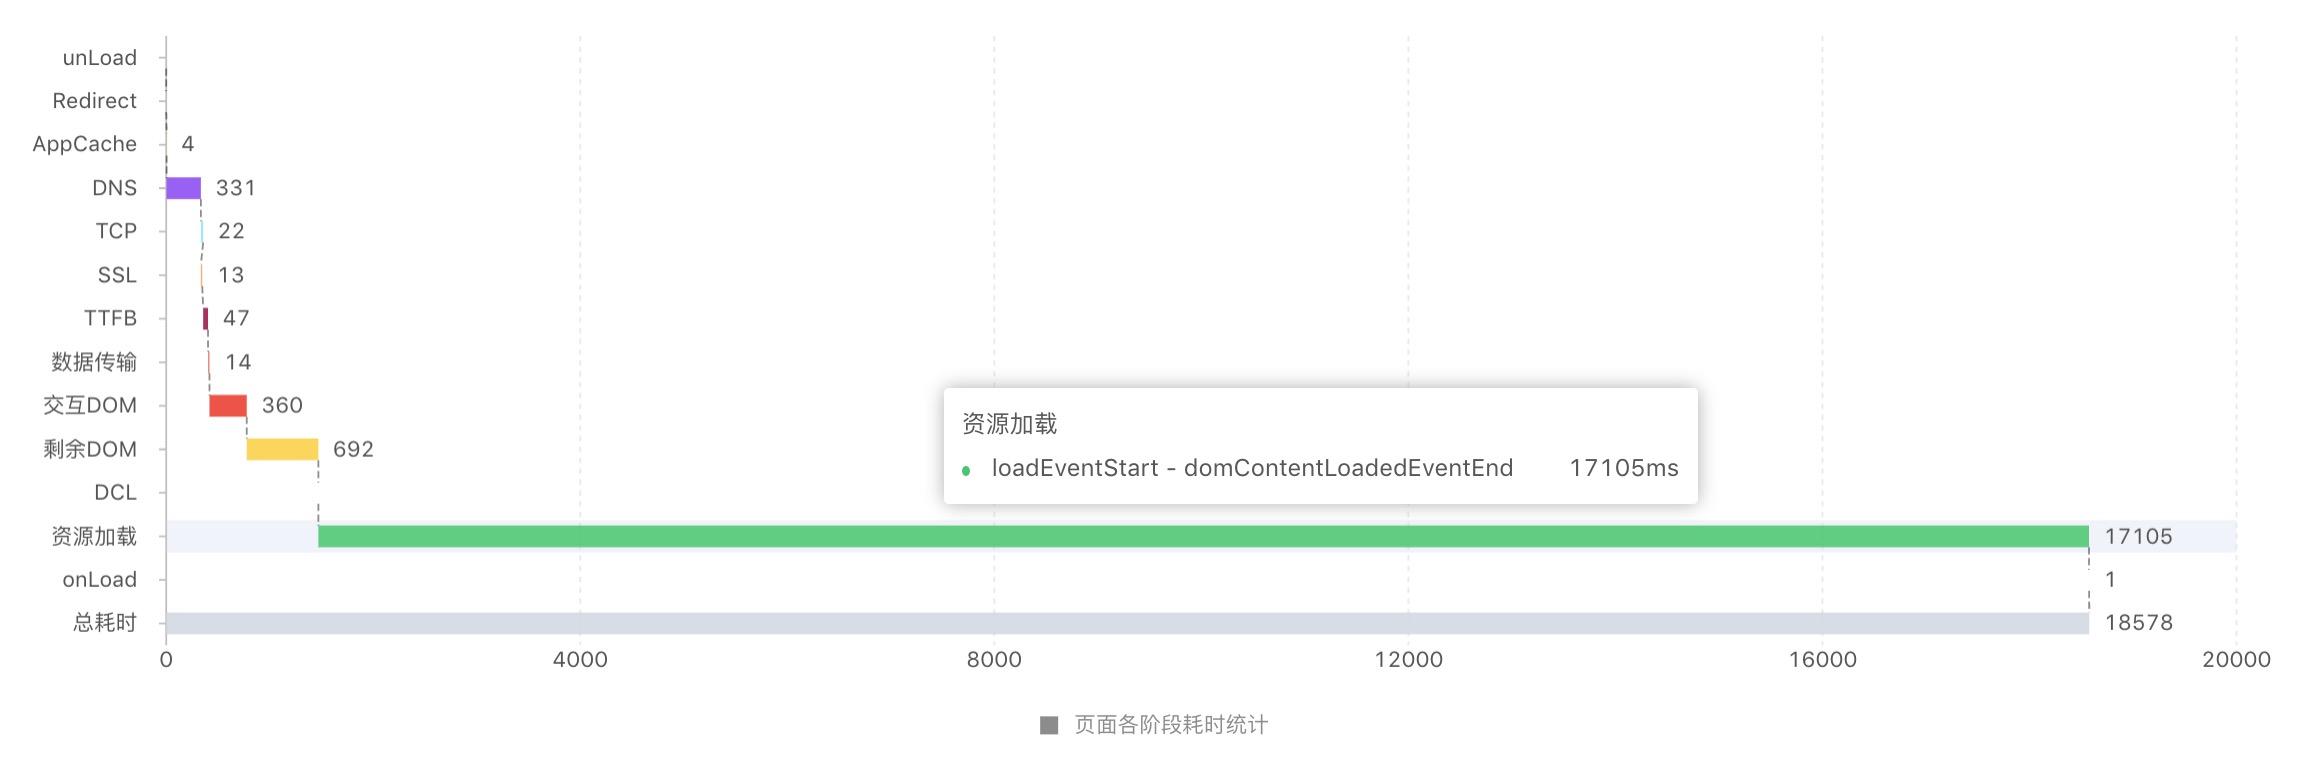 unLoad
Redirect
AppCache 4
DNS 331
TCP 22
SSL 13
TTFB 47
数据传输 14
交互DOM 360
剩余DOM 692
资源加载
loadEventStart - domContentLoadedEventEnd 17105ms
DCL
资源加载 17105
onLoad 1
总耗时 18578
0 4000 8000 12000 16000 20000
页面各阶段耗时统计